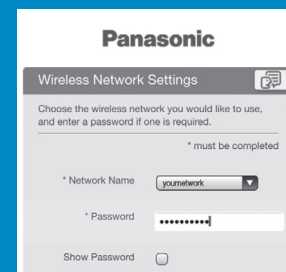 Panasonic
Wireless Network Settings
Choose the wireless network you would like to use,
and enter a password if one is required.
* must be completed
* Network Name
yournetwork
* Password
••••••••••
Show Password